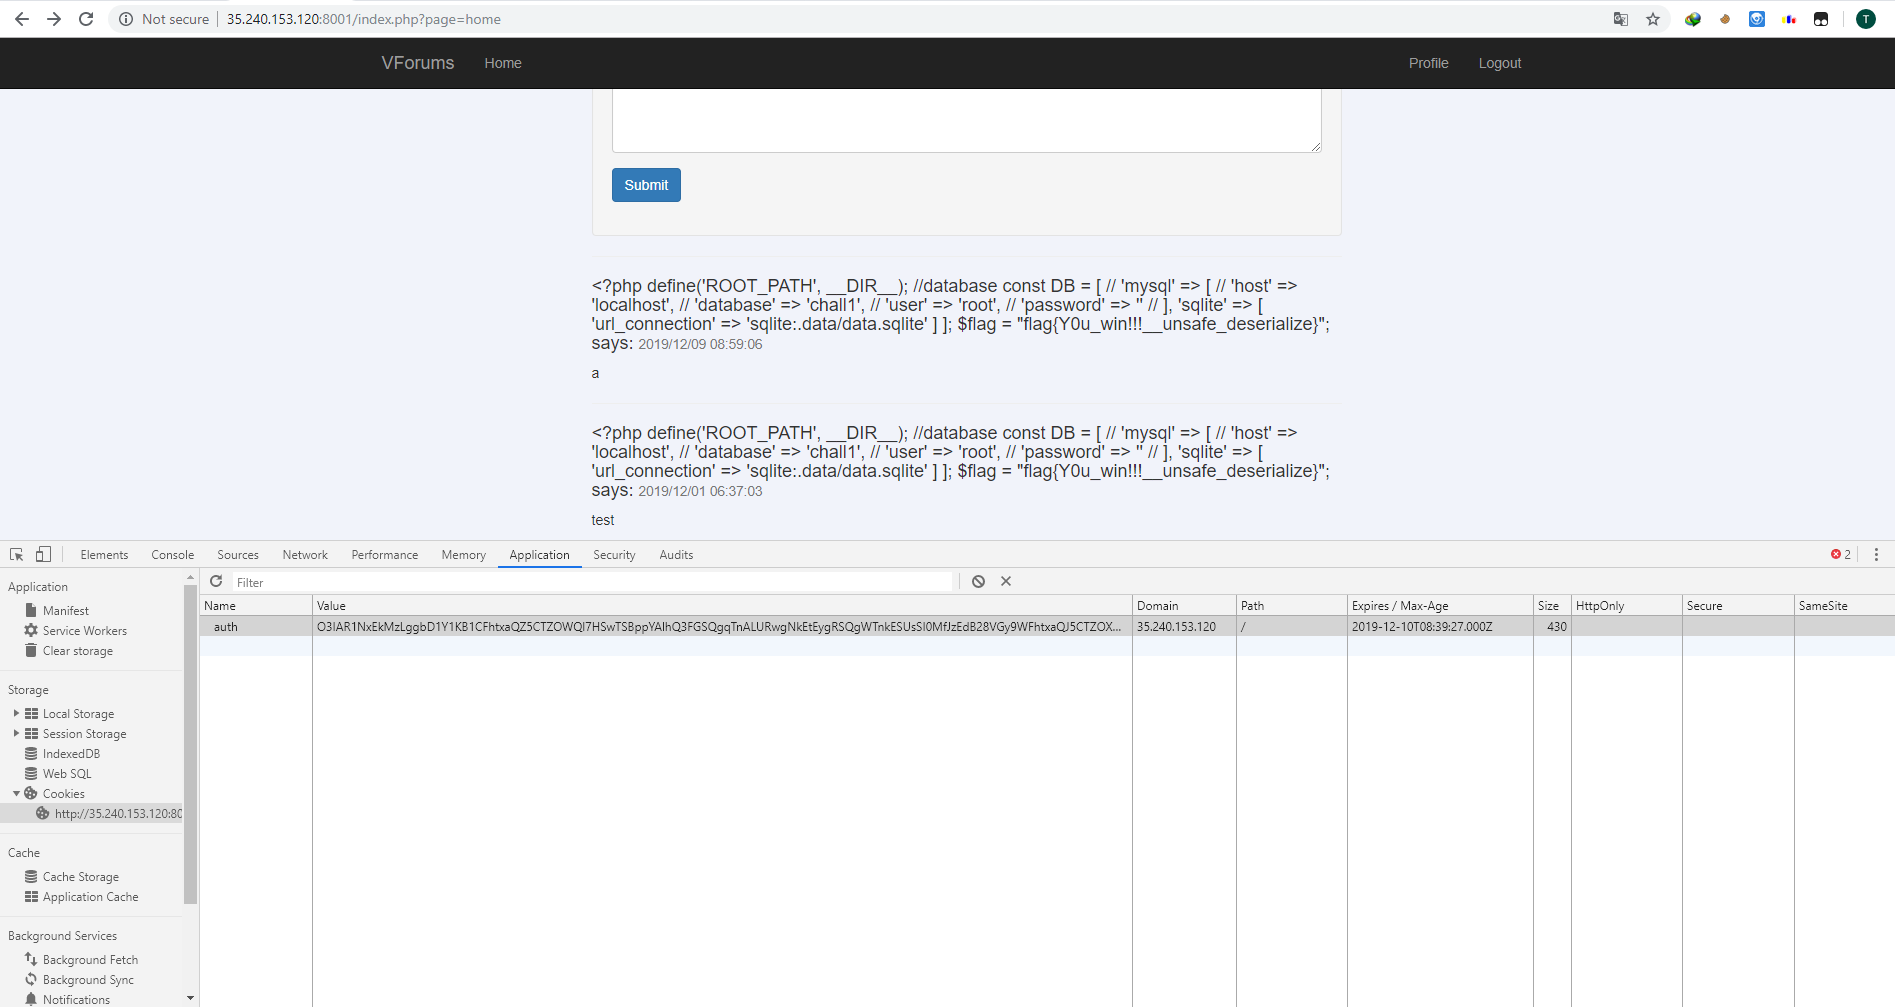 Not secure | 35.240.153.120:8001/index.php?page=home
T
VForums Home Profile Logout
Submit
<?php define('ROOT_PATH', __DIR__); //database const DB = [ // 'mysql' => [ // 'host' =>
'localhost', // 'database' => 'chall1', // 'user' => 'root', // 'password' => '' // ], 'sqlite' => [
'url_connection' => 'sqlite:.data/data.sqlite' ] ]; $flag = "flag{Y0u_win!!!__unsafe_deserialize}";
says: 2019/12/09 08:59:06
a
<?php define('ROOT_PATH', __DIR__); //database const DB = [ // 'mysql' => [ // 'host' =>
'localhost', // 'database' => 'chall1', // 'user' => 'root', // 'password' => '' // ], 'sqlite' => [
'url_connection' => 'sqlite:.data/data.sqlite' ] ]; $flag = "flag{Y0u_win!!!__unsafe_deserialize}";
says: 2019/12/01 06:37:03
test
Elements Console Sources Network Performance Memory Application Security Audits 2
Application
Manifest
Service Workers
Clear storage
Storage
Local Storage
Session Storage
IndexedDB
Web SQL
Cookies
http://35.240.153.120:80
Cache
Cache Storage
Application Cache
Background Services
Background Fetch
Background Sync
Notifications
Filter
Name Value Domain Path Expires / Max-Age Size HttpOnly Secure SameSite
auth 35.240.153.120 / 2019-12-10T08:39:27.000Z 430